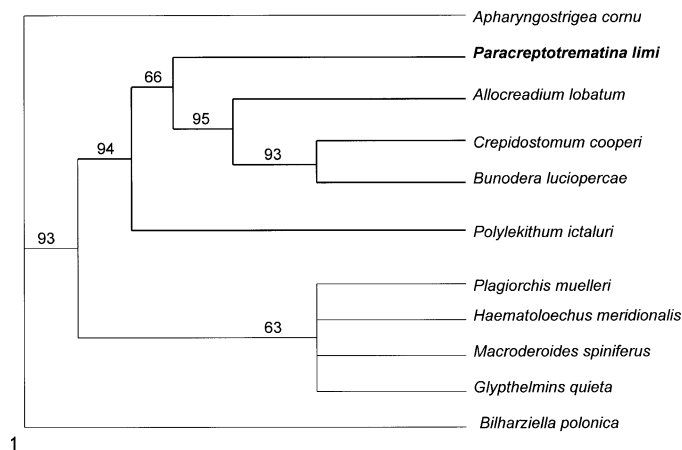 Apharyngostrigea cornu
Paracreptotrematina limi
66
Allocreadium lobatum
95
Crepidostomum cooperi
94
93
Bunodera luciopercae
Polylekithum ictaluri
93
Plagiorchis muelleri
Haematoloechus meridionalis
63
Macroderoides spiniferus
Glypthelmins quieta
Bilharziella polonica
1